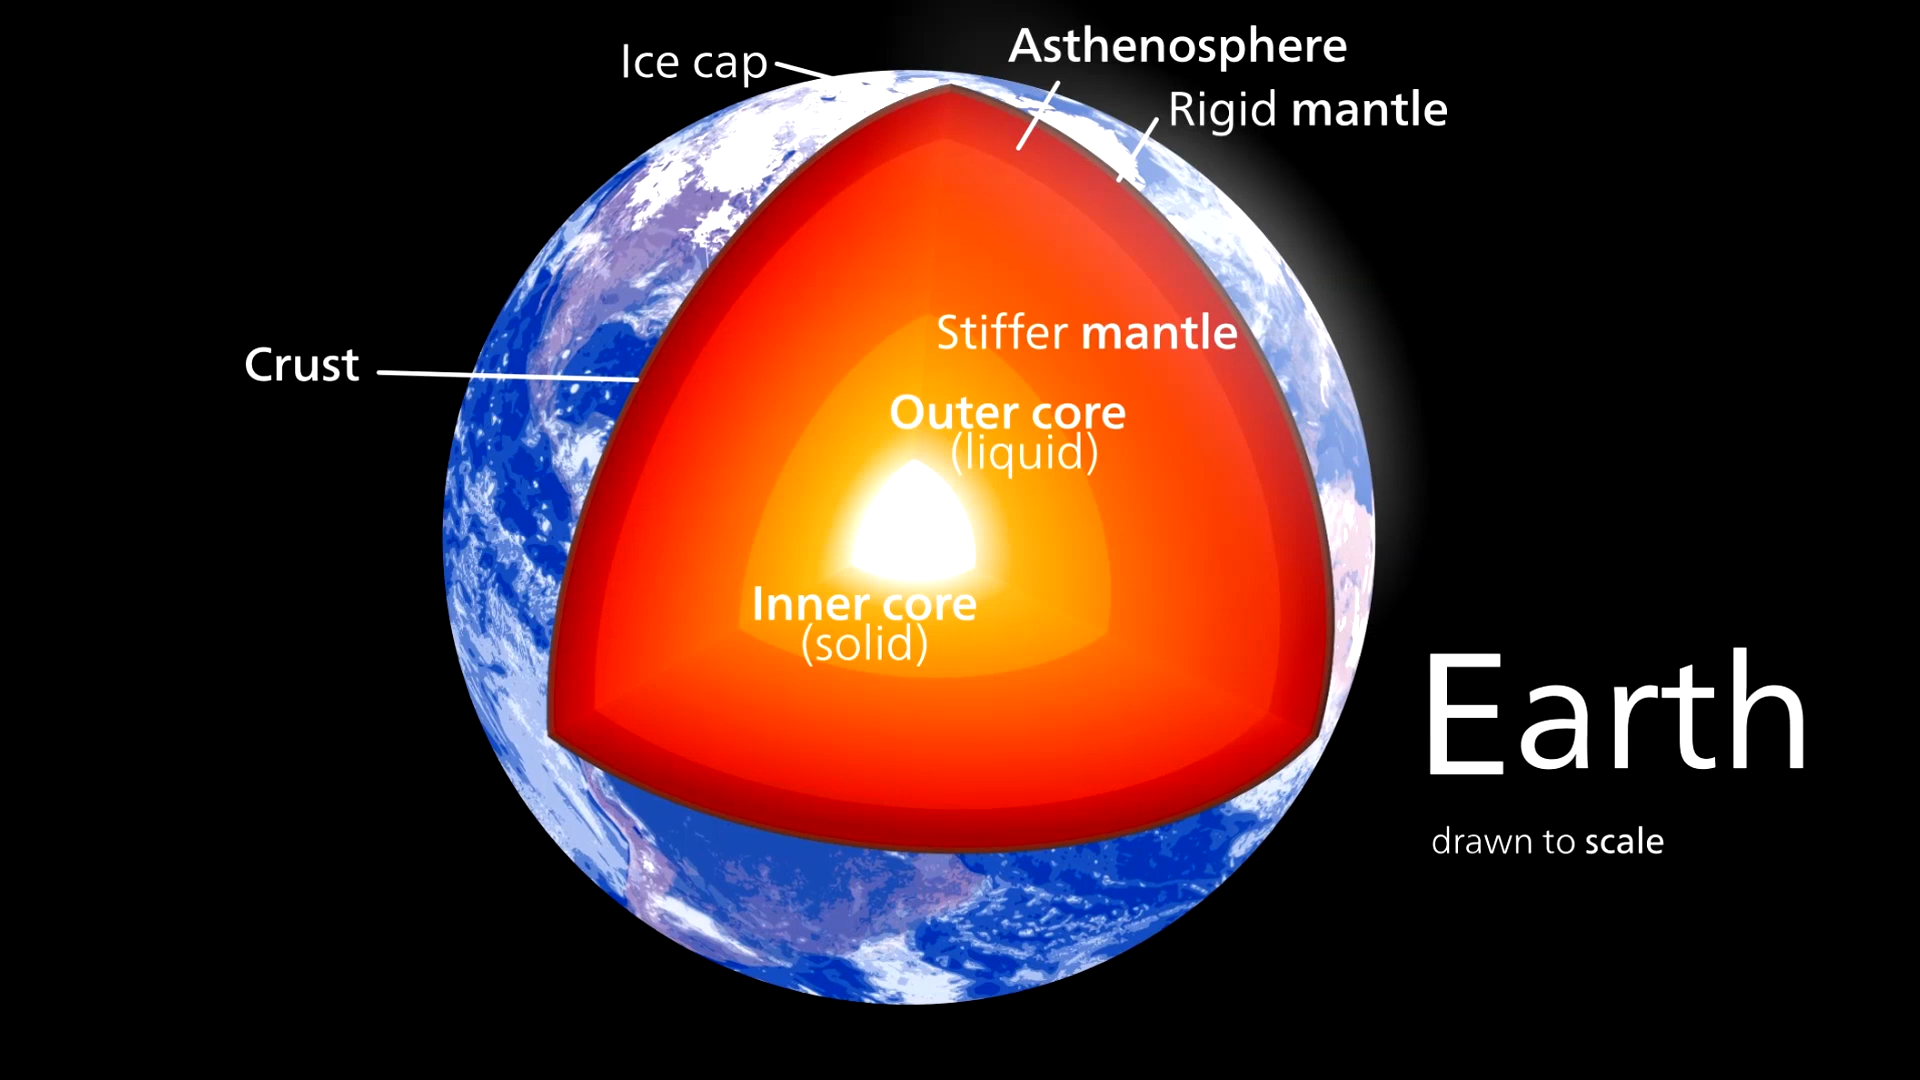 Ice cap
Asthenosphere
Rigid mantle
Stiffer mantle
Crust
Outer core
(liquid)
Inner core
(solid)
Earth
drawn to scale